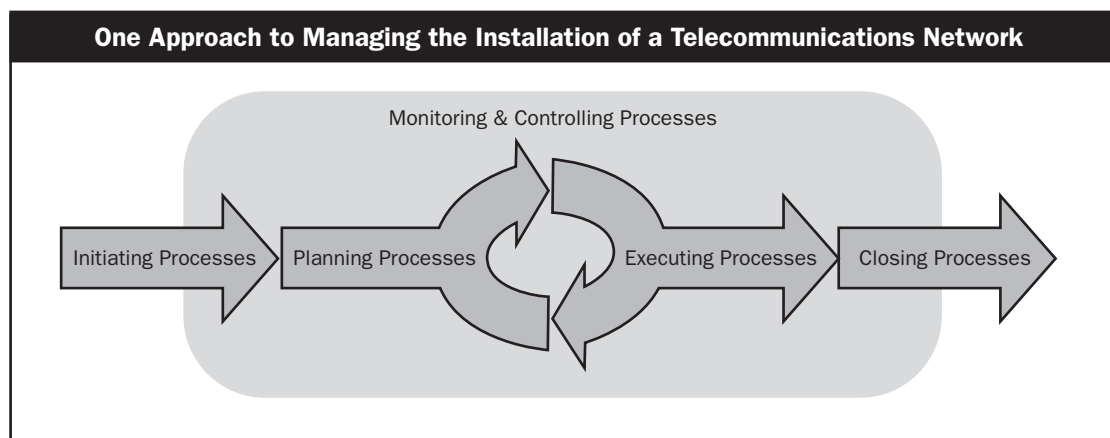 One Approach to Managing the Installation of a Telecommunications Network
Monitoring & Controlling Processes
Initiating Processes
Planning Processes
Executing Processes
Closing Processes